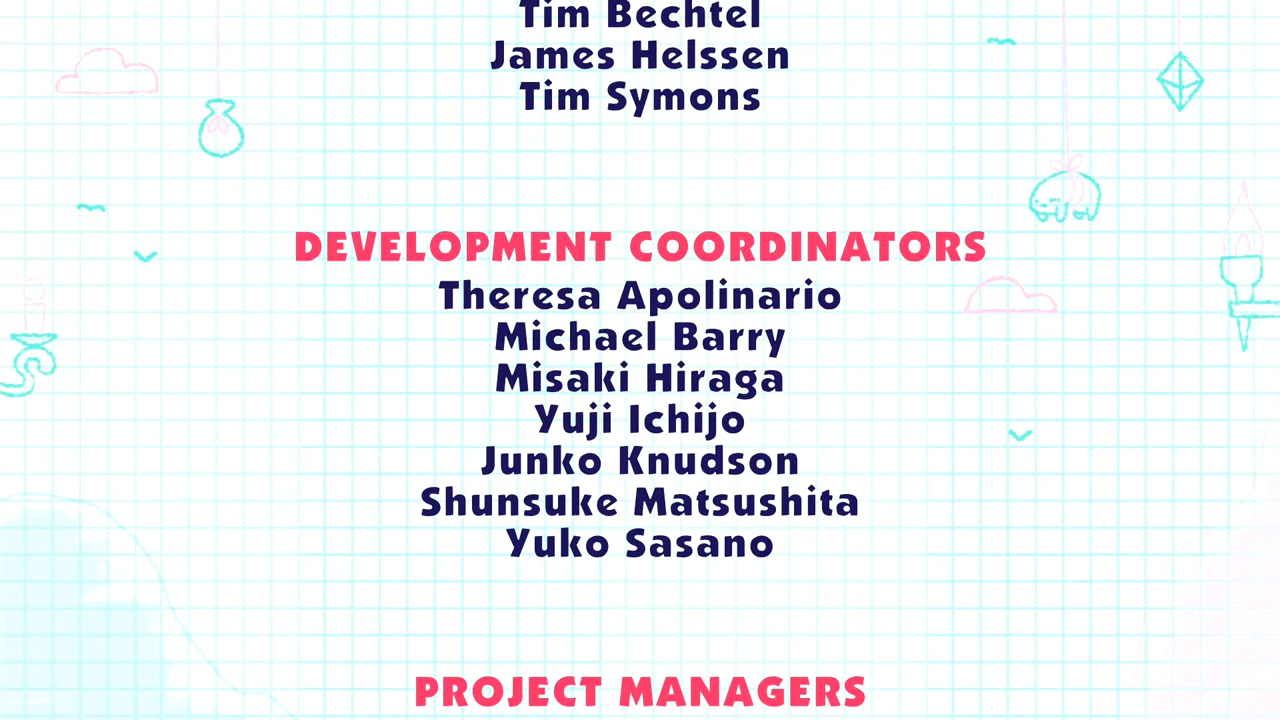 Tim Bechtel
James Helssen
Tim Symons
DEVELOPMENT COORDINATORS
Theresa Apolinario
Michael Barry
Misaki Hiraga
Yuji Ichijo
Junko Knudson
Shunsuke Matsushita
Yuko Sasano
PROJECT MANAGERS